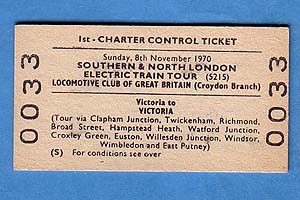 1st - CHARTER CONTROL TICKET
Sunday, 8th November 1970
SOUTHERN & NORTH LONDON
ELECTRIC TRAIN TOUR (5215)
LOCOMOTIVE CLUB OF GREAT BRITAIN (Croydon Branch)
Victoria to
VICTORIA
(Tour via Clapham Junction, Twickenham, Richmond,
Broad Street, Hampstead Heath, Watford Junction,
Croxley Green, Euston, Willesden Junction, Windsor,
Wimbledon and East Putney)
(S) For conditions see over
0033
0033